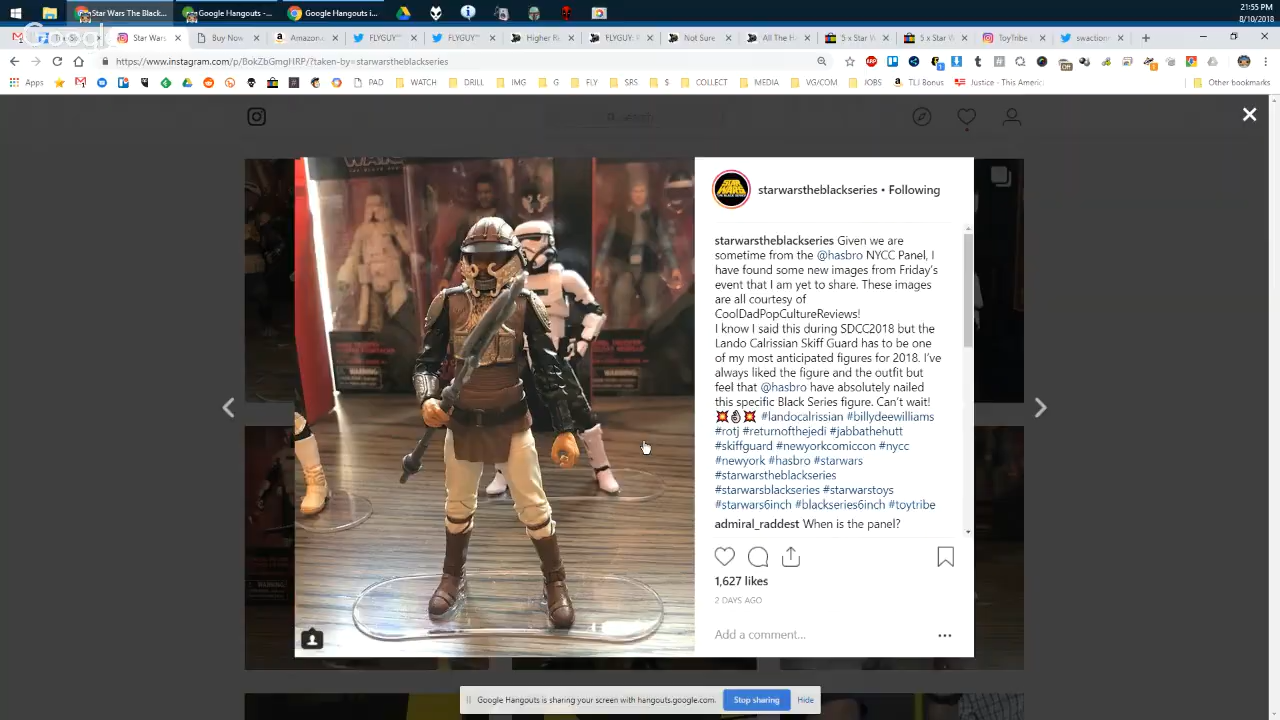 Star Wars The Black...
Google Hangouts -...
Google Hangouts i...
21:55
8/10/2018
Star Wars
Buy Now
Amazon.
FLYGUY™
FLYGUY™
Higher R
FLYGUY: F
Not Sure
All The H
5 x Star W
5 x Star W
ToyTribe
swactionr
https://www.instagram.com/p/BokZbGmgHRP/?taken-by=starwarstheblackseries
Apps
PAD
WATCH
DRILL
IMG
G
FLY
SRS
$
COLLECT
MEDIA
VG/COM
JOBS
TLJ Bonus
Justice - This Ameri
Other bookmarks
Search
starwarstheblackseries • Following
starwarstheblackseries Given we are
sometime from the @hasbro NYCC Panel, I
have found some new images from Friday's
event that I am yet to share. These images
are all courtesy of
CoolDadPopCultureReviews!
I know I said this during SDCC2018 but the
Lando Calrissian Skiff Guard has to be one
of my most anticipated figures for 2018. I've
always liked the figure and the outfit but
feel that @hasbro have absolutely nailed
this specific Black Series figure. Can't wait!
💥👌🏻💥 #landocalrissian #billydeewilliams
#rotj #returnofthejedi #jabbathehutt
#skiffguard #newyorkcomiccon #nycc
#newyork #hasbro #starwars
#starwarstheblackseries
#starwarsblackseries #starwarstoys
#starwars6inch #blackseries6inch #toytribe
admiral_raddest When is the panel?
1,627 likes
2 DAYS AGO
Add a comment...
Google Hangouts is sharing your screen with hangouts.google.com.
Stop sharing
Hide